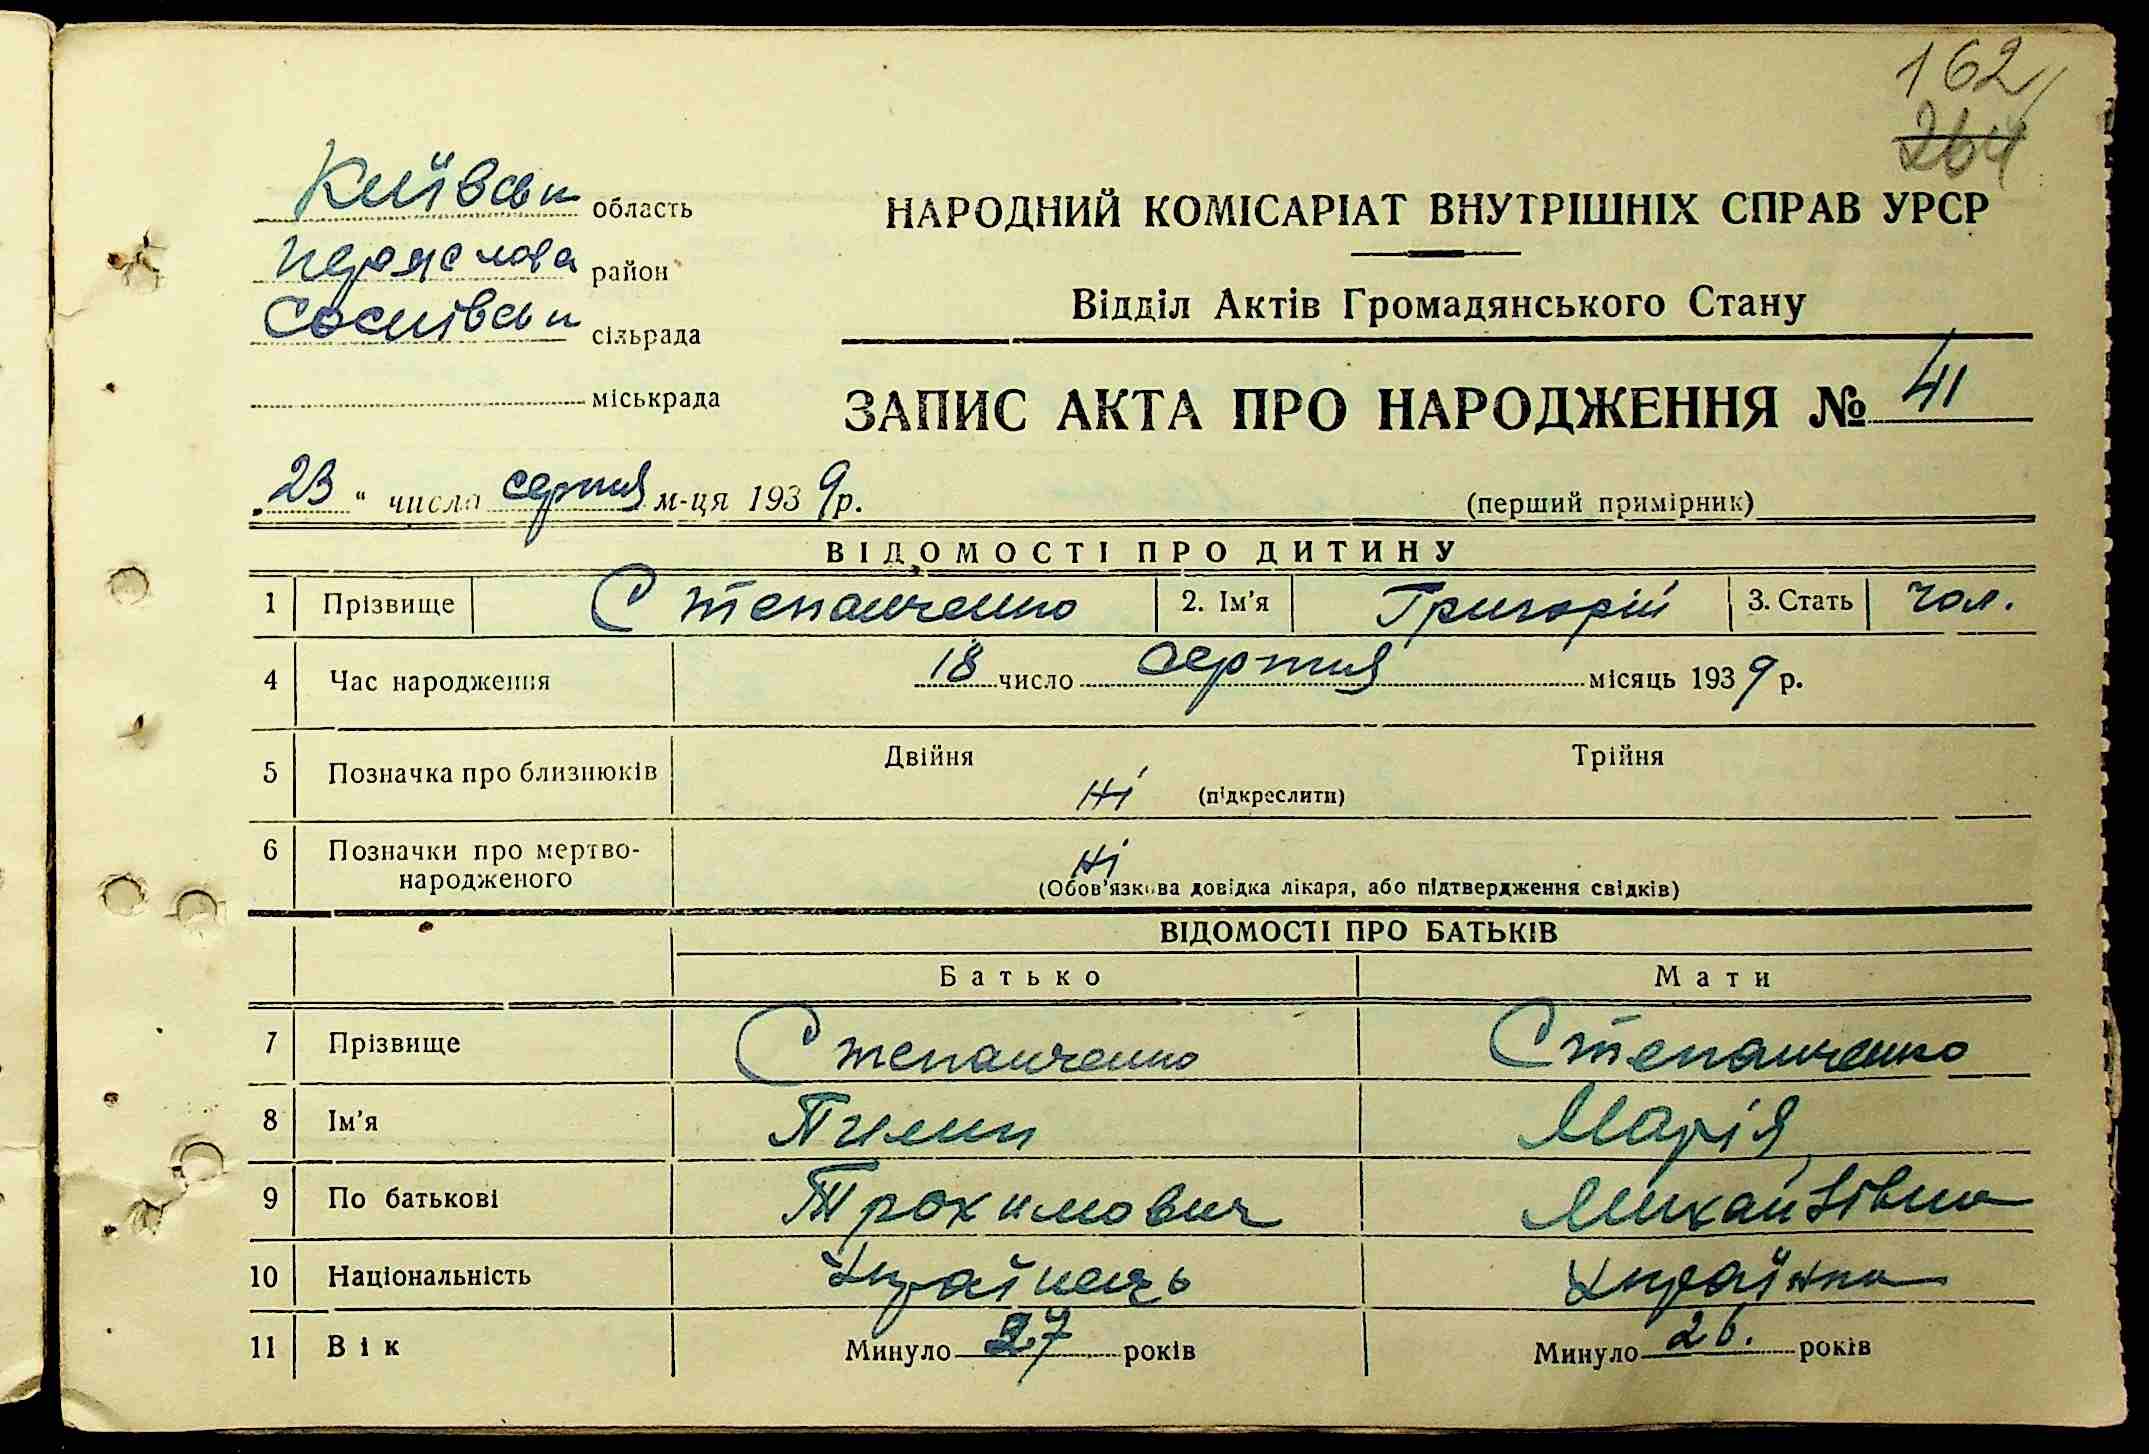 162
264
Київськ область
Переяслова район
Сосновськ сільрада
міськрада
НАРОДНИЙ КОМІСАРІАТ ВНУТРІШНІХ СПРАВ УРСР
Відділ Актів Громадянського Стану
ЗАПИС АКТА ПРО НАРОДЖЕННЯ № 41
„23“ числа серпня м-ця 1939р.
(перший примірник)
ВІДОМОСТІ ПРО ДИТИНУ
1 Прізвище Степанченко 2. Ім'я Григорій 3. Стать чол.
4 Час народження 18 число серпня місяць 1939 р.
5 Позначка про близнюків Двійня ні (підкреслити) Трійня
6 Позначки про мертво-
народженого ні
(Обов'язкова довідка лікаря, або підтвердження свідків)
ВІДОМОСТІ ПРО БАТЬКІВ
Батько Мати
7 Прізвище Степанченко Степанченко
8 Ім'я Пилип Марія
9 По батькові Трохимович Михайлівна
10 Національність Українець Українка
11 Вік Минуло 27 років Минуло 26. років